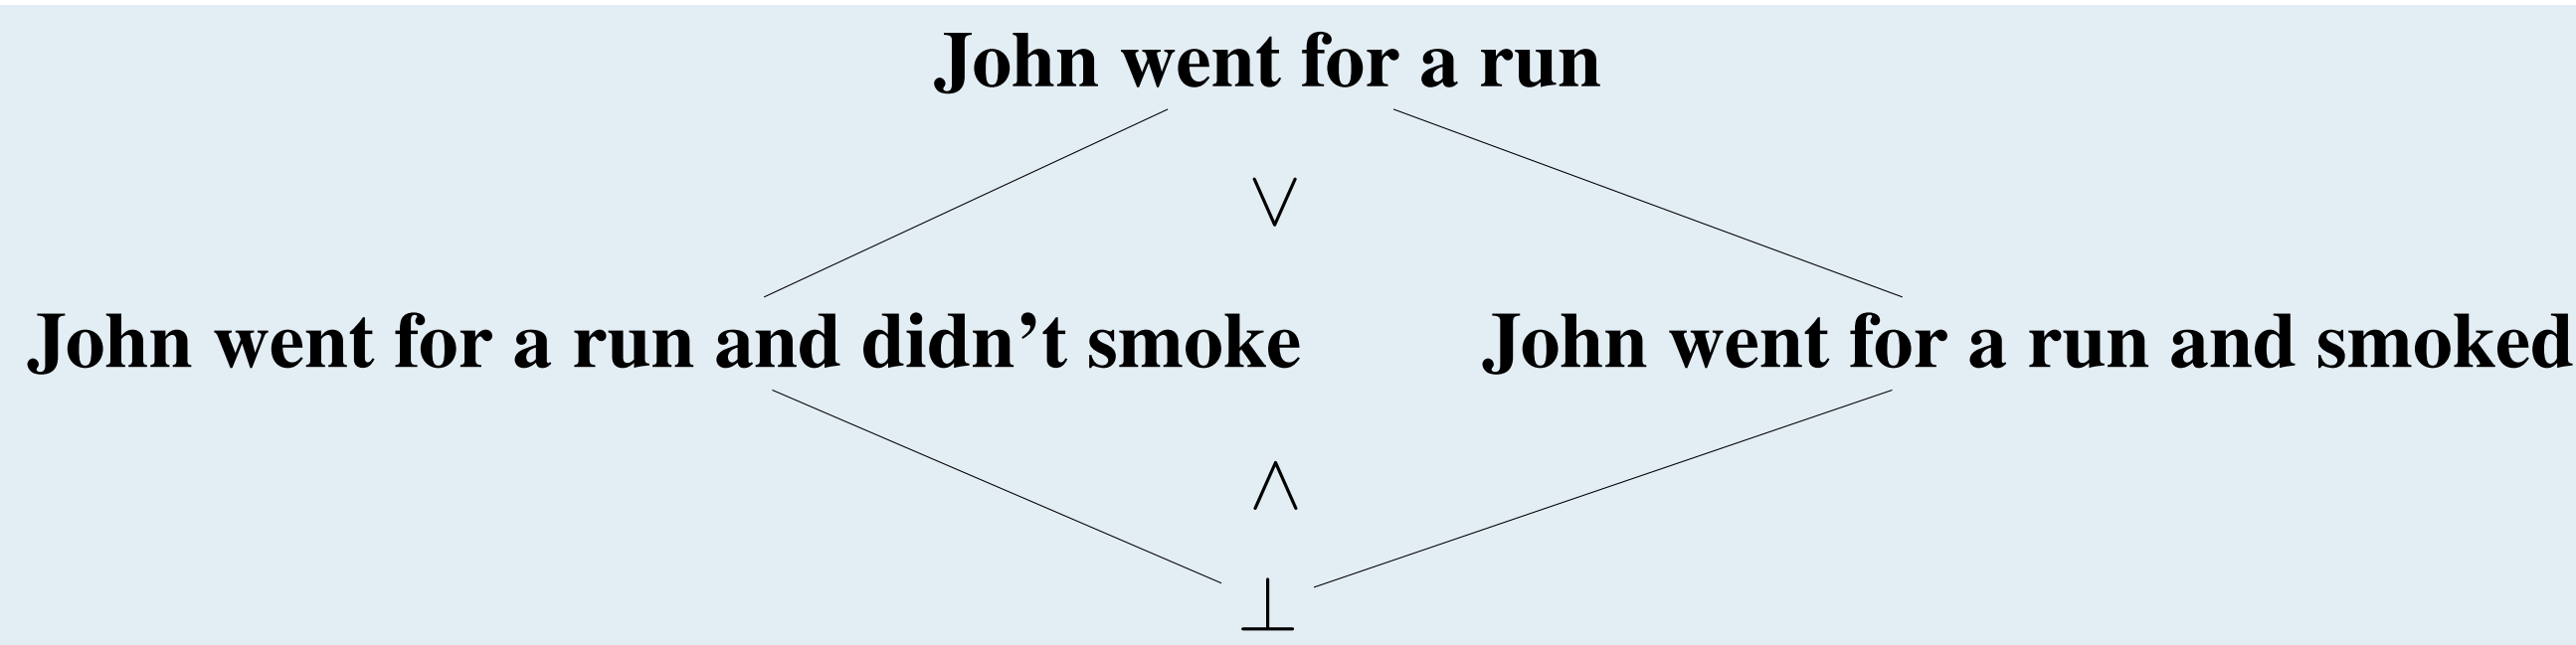 John went for a run
∨
John went for a run and didn’t smoke John went for a run and smoked
∧
⊥